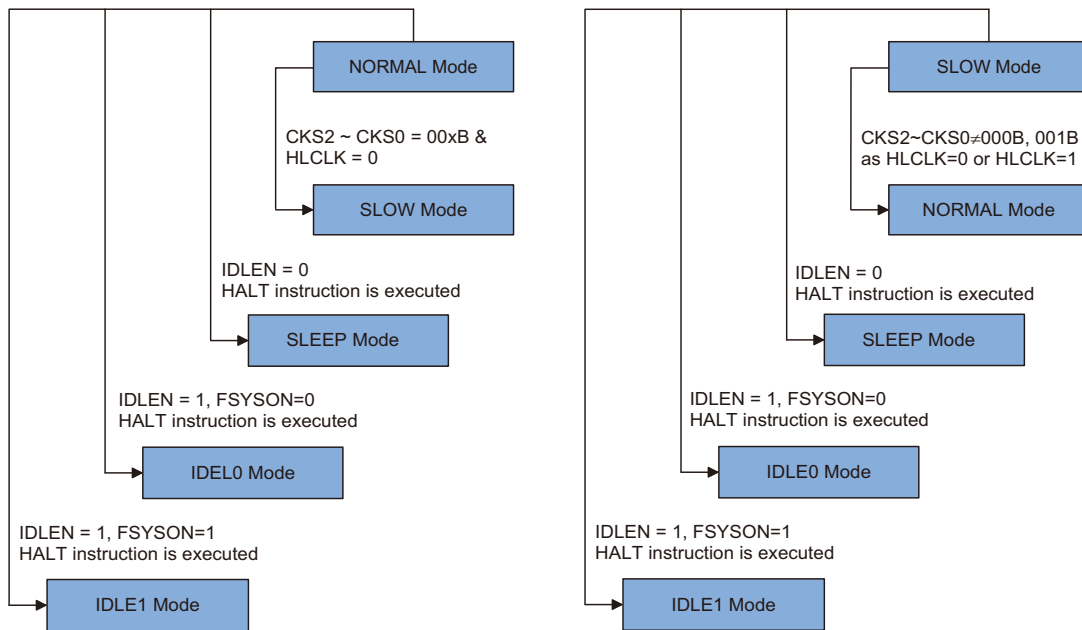 NORMAL Mode
CKS2 ~ CKS0 = 00xB &
HLCLK = 0
SLOW Mode
IDLEN = 0
HALT instruction is executed
SLEEP Mode
IDLEN = 1, FSYSON=0
HALT instruction is executed
IDEL0 Mode
IDLEN = 1, FSYSON=1
HALT instruction is executed
IDLE1 Mode
SLOW Mode
CKS2~CKS0≠000B, 001B
as HLCLK=0 or HLCLK=1
NORMAL Mode
IDLEN = 0
HALT instruction is executed
SLEEP Mode
IDLEN = 1, FSYSON=0
HALT instruction is executed
IDLE0 Mode
IDLEN = 1, FSYSON=1
HALT instruction is executed
IDLE1 Mode